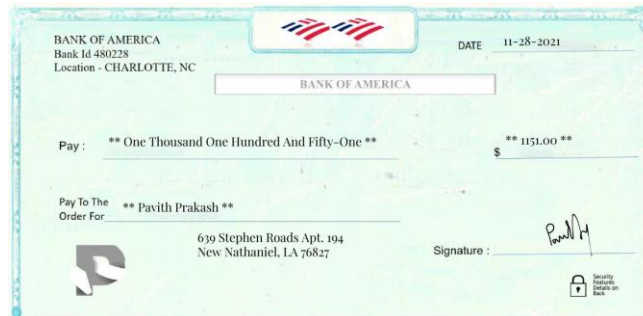 BANK OF AMERICA
Bank Id 480228
Location - CHARLOTTE, NC
DATE 11-28-2021
BANK OF AMERICA
Pay : ** One Thousand One Hundred And Fifty-One **
$ ** 1151.00 **
Pay To The
Order For ** Pavith Prakash **
639 Stephen Roads Apt. 194
New Nathaniel, LA 76827
Signature :
Security
Features
Details on
Back